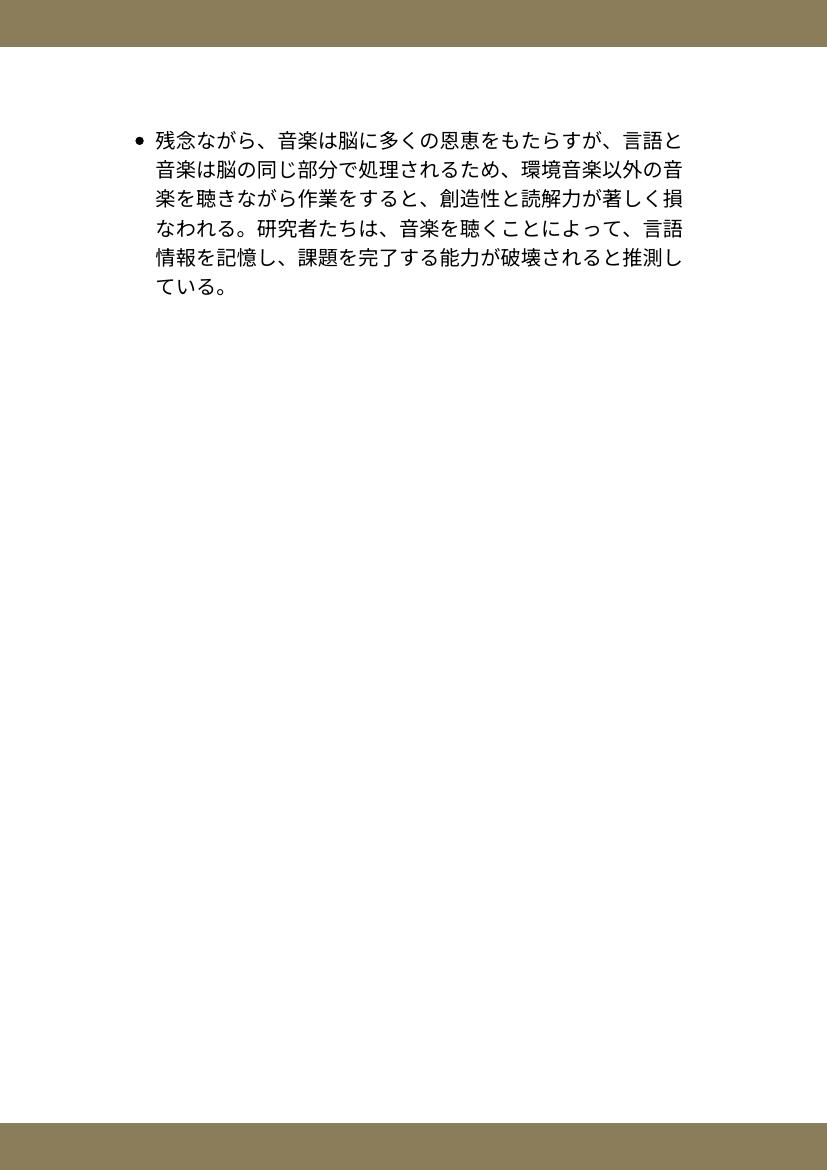 • 残念ながら、音楽は脳に多くの恩恵をもたらすが、言語と
音楽は脳の同じ部分で処理されるため、環境音楽以外の音
楽を聴きながら作業をすると、創造性と読解力が著しく損
なわれる。研究者たちは、音楽を聴くことによって、言語
情報を記憶し、課題を完了する能力が破壊されると推測し
ている。